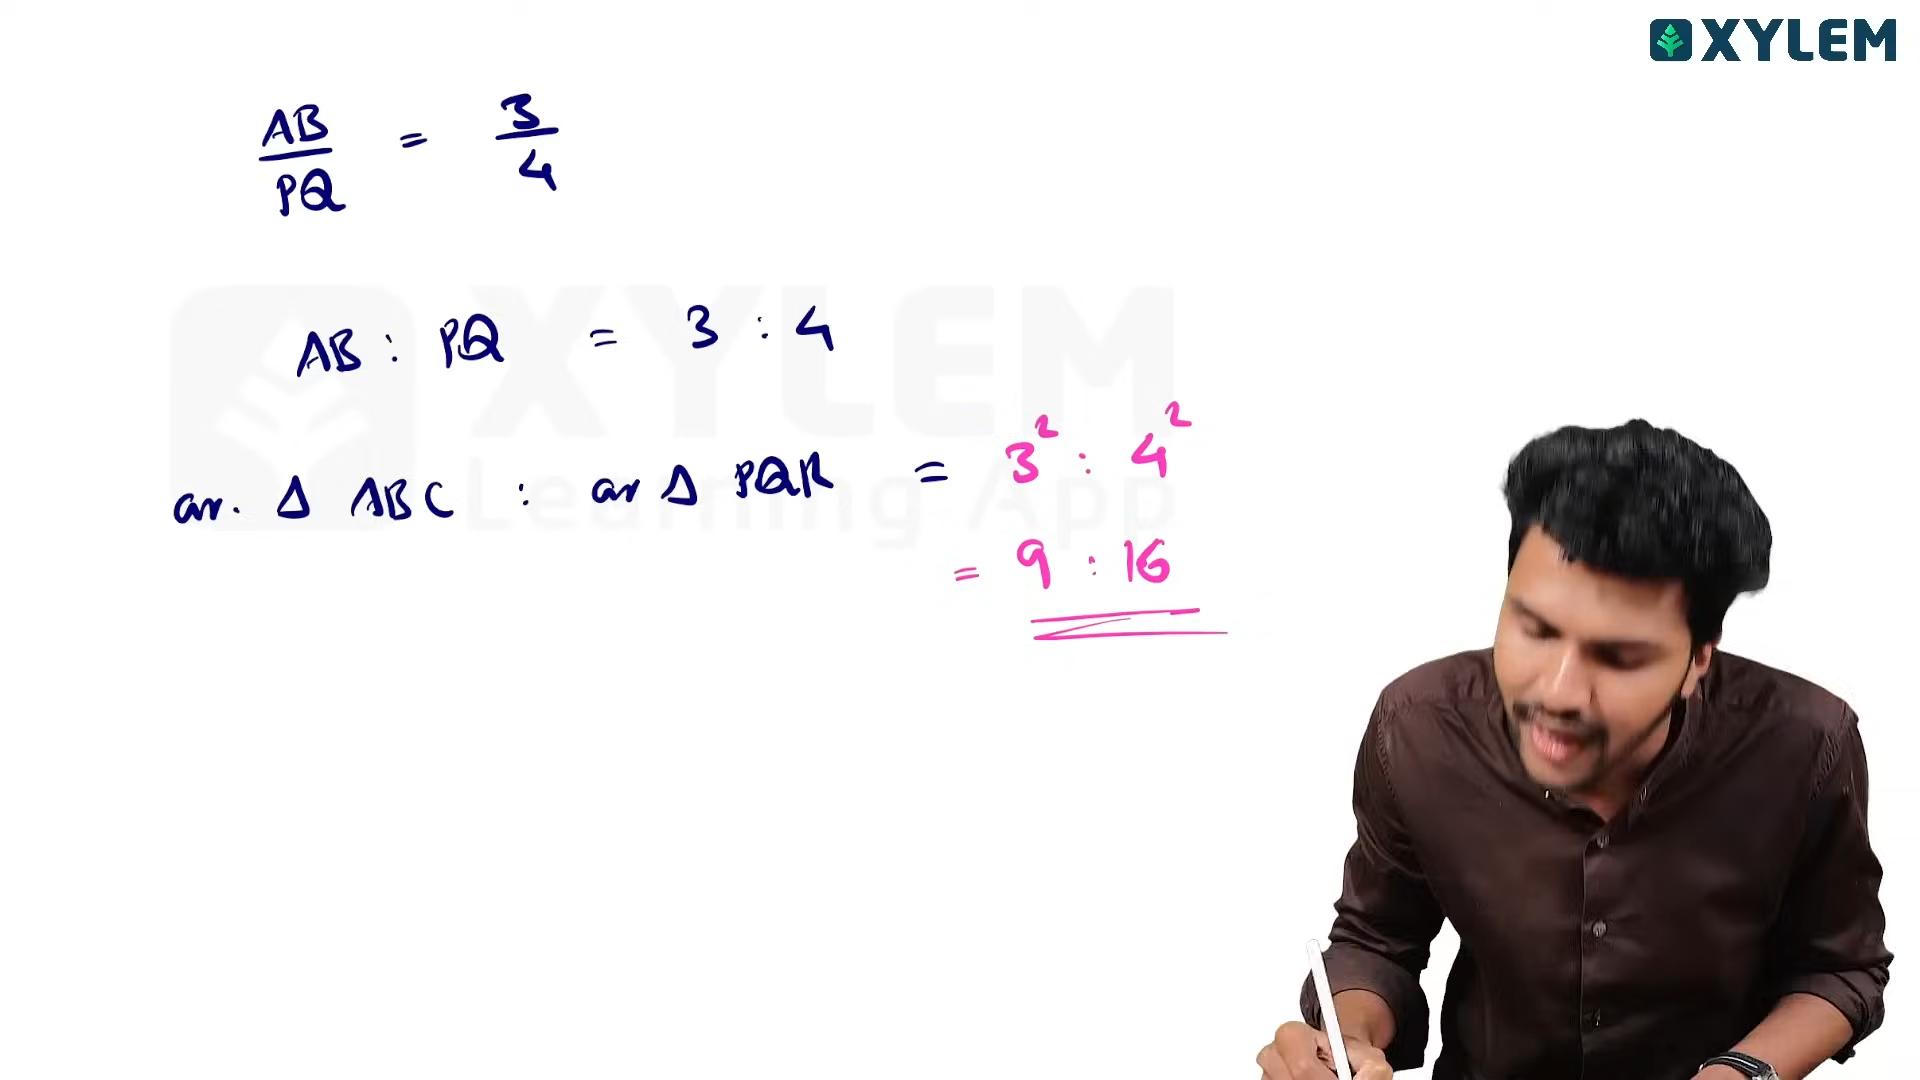 XYLEM
AB/PQ = 3/4
AB : PQ = 3 : 4
ar. Δ ABC : ar Δ PQR = 3² : 4²
= 9 : 16
XYLEM
Learning App